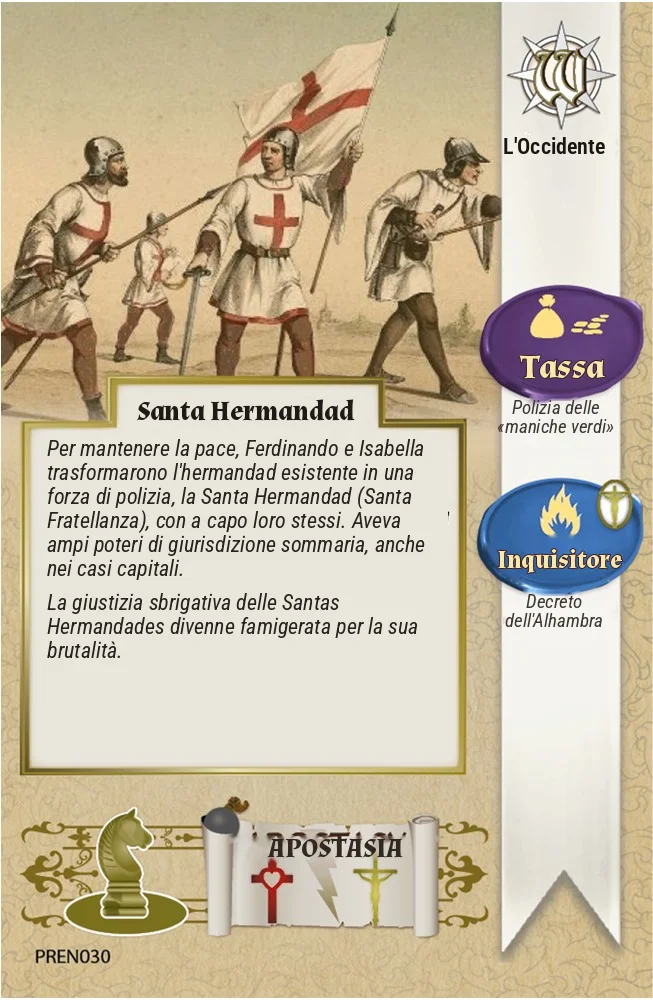 W
L'Occidente
Tassa
Polizia delle
«maniche verdi»
Inquisitore
Decreto
dell'Alhambra
Santa Hermandad
Per mantenere la pace, Ferdinando e Isabella
trasformarono l'hermandad esistente in una
forza di polizia, la Santa Hermandad (Santa
Fratellanza), con a capo loro stessi. Aveva
ampi poteri di giurisdizione sommaria, anche
nei casi capitali.
La giustizia sbrigativa delle Santas
Hermandades divenne famigerata per la sua
brutalità.
APOSTASIA
PREN030